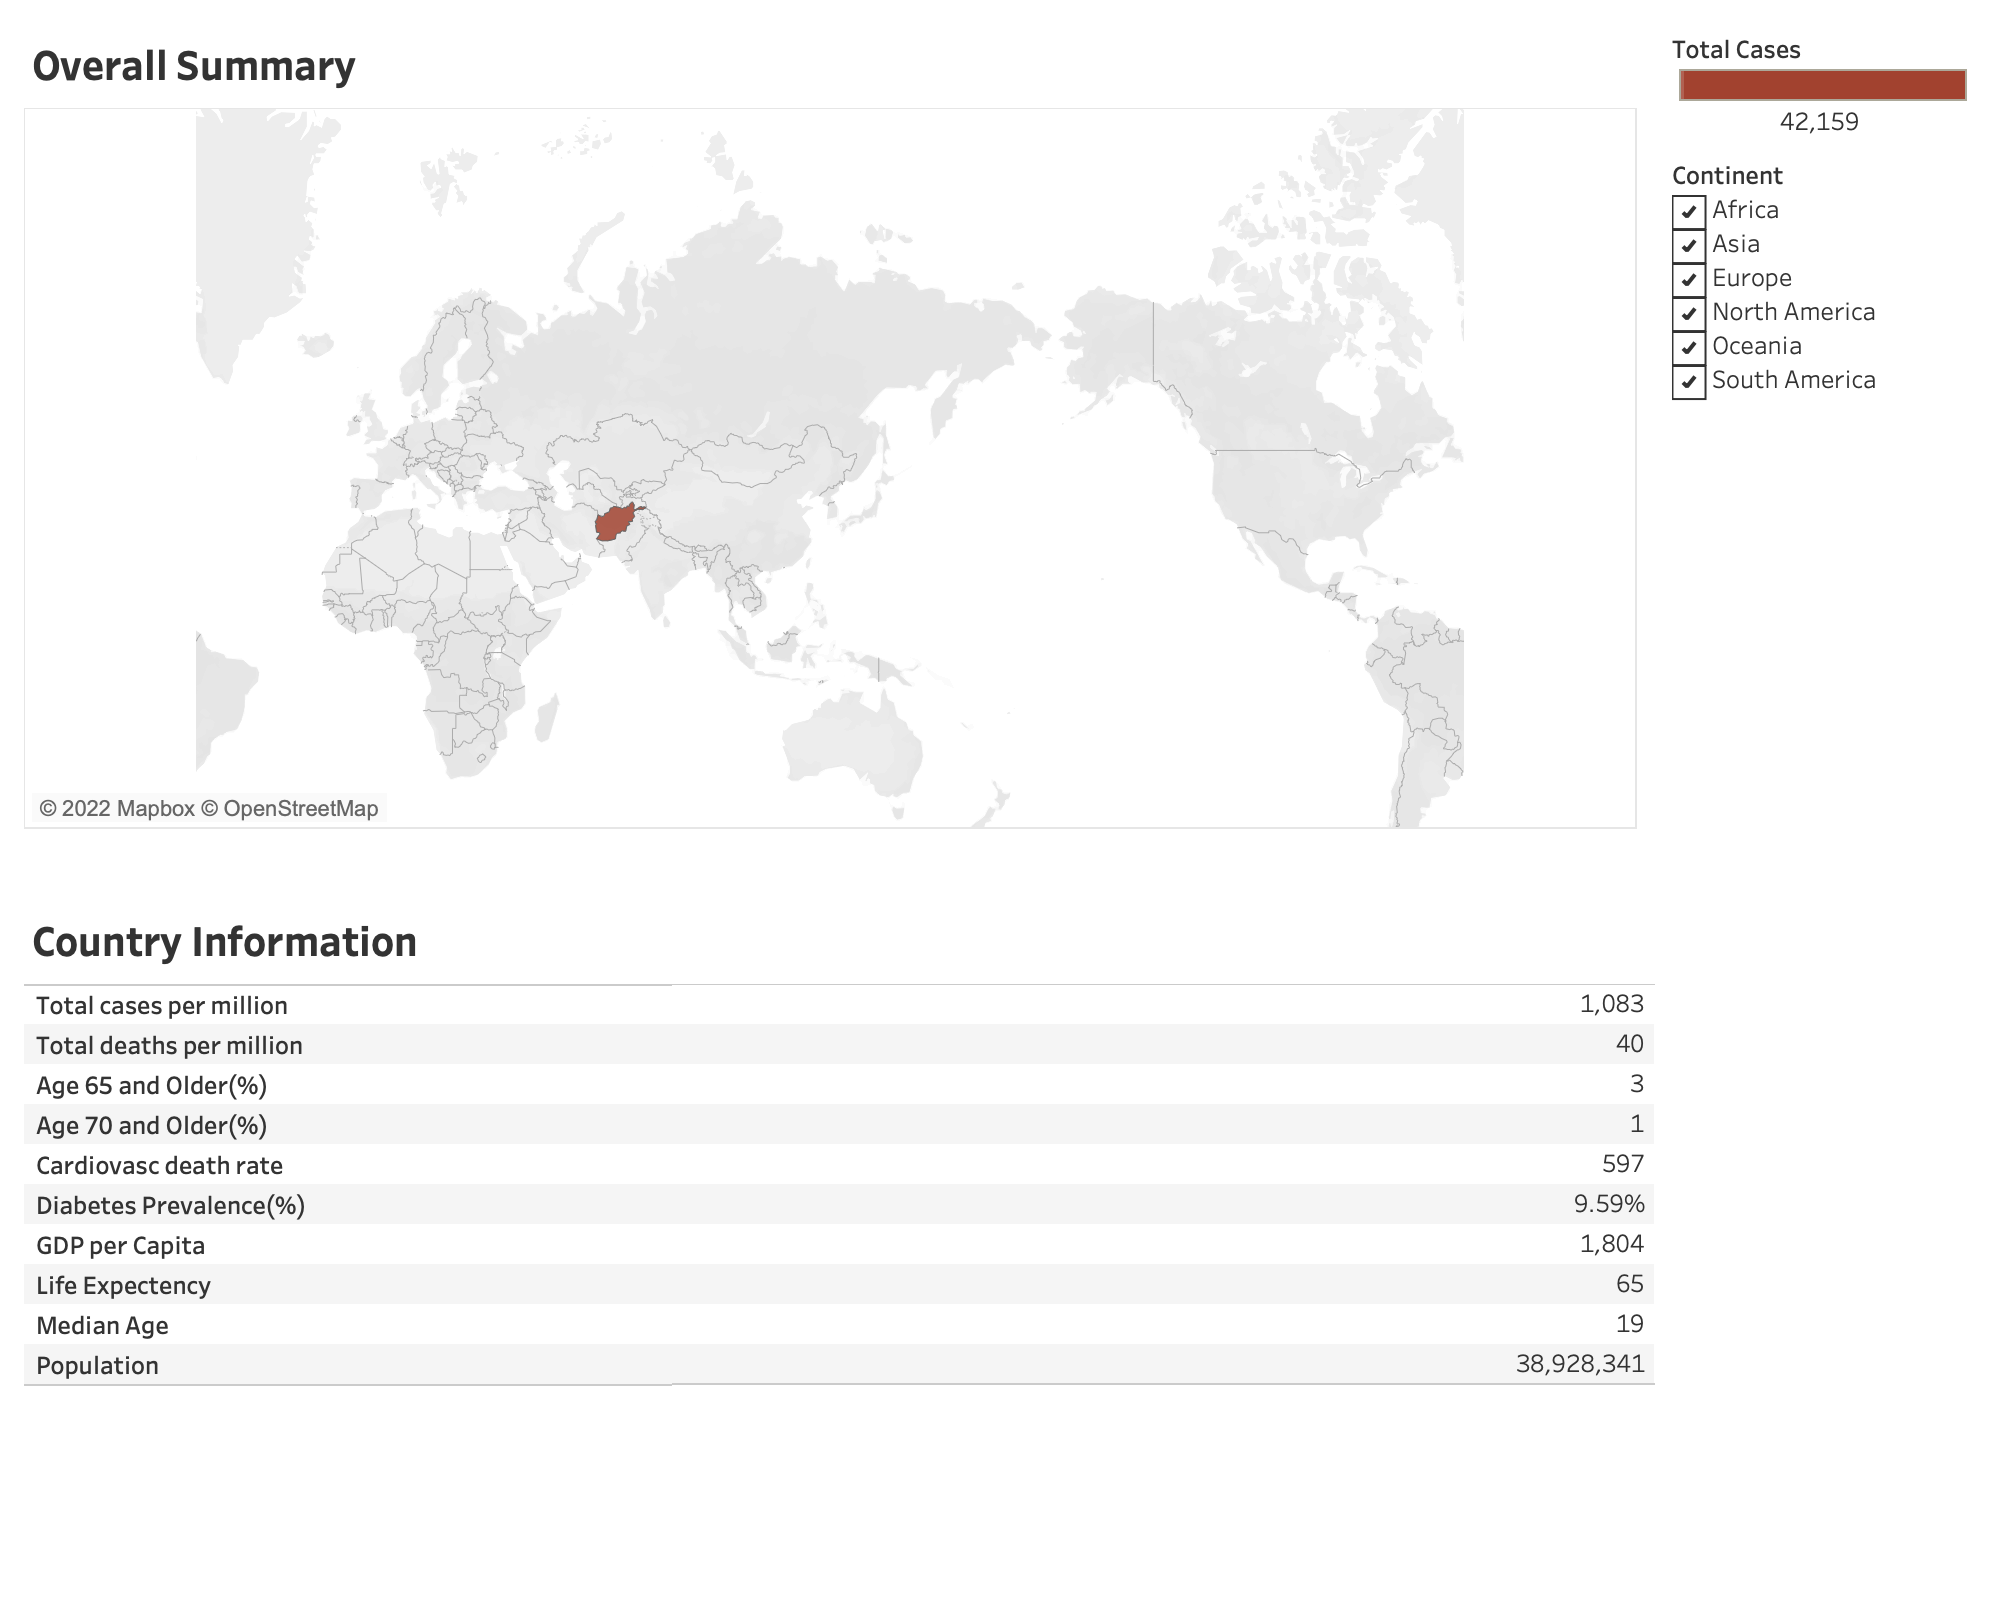 Overall Summary
Total Cases
42,159
Continent
Africa
Asia
Europe
North America
Oceania
South America
© 2022 Mapbox © OpenStreetMap
Country Information
Total cases per million 1,083
Total deaths per million 40
Age 65 and Older(%) 3
Age 70 and Older(%) 1
Cardiovasc death rate 597
Diabetes Prevalence(%) 9.59%
GDP per Capita 1,804
Life Expectency 65
Median Age 19
Population 38,928,341